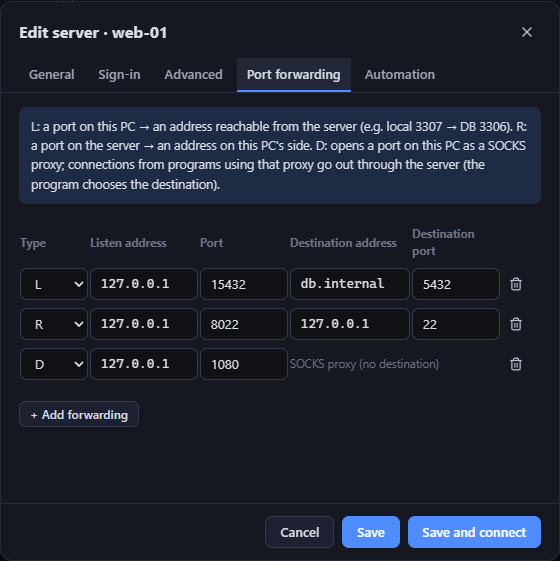 Edit server · web-01
General Sign-in Advanced Port forwarding Automation
L: a port on this PC → an address reachable from the server (e.g. local 3307 → DB 3306). R:
a port on the server → an address on this PC's side. D: opens a port on this PC as a SOCKS
proxy; connections from programs using that proxy go out through the server (the
program chooses the destination).
Type Listen address Port Destination address Destination port
L 127.0.0.1 15432 db.internal 5432
R 127.0.0.1 8022 127.0.0.1 22
D 127.0.0.1 1080 SOCKS proxy (no destination)
+ Add forwarding
Cancel Save Save and connect